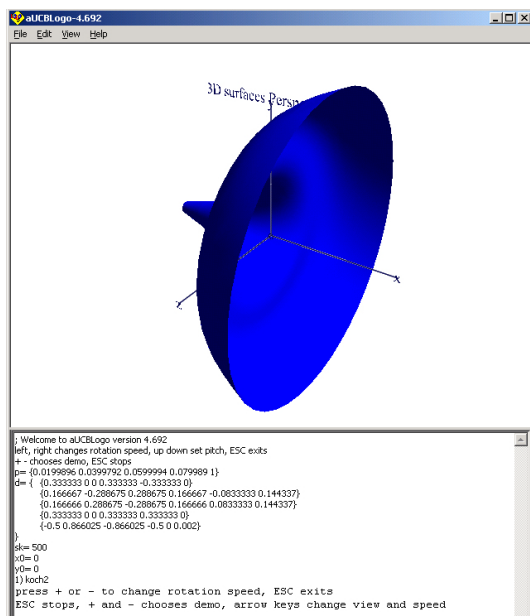 aUCBLogo-4.692
File Edit View Help
3D surfaces Persp
y
x
z
; Welcome to aUCBLogo version 4.692
left, right changes rotation speed, up down set pitch, ESC exits
+ - chooses demo, ESC stops
p= {0.0199896 0.0399792 0.0599994 0.079989 1}
d= { {0.333333 0 0 0.333333 -0.333333 0}
{0.166667 -0.288675 0.288675 0.166667 -0.0833333 0.144337}
{0.166666 0.288675 -0.288675 0.166666 0.0833333 0.144337}
{0.333333 0 0 0.333333 0.333333 0}
{-0.5 0.866025 -0.866025 -0.5 0 0.002}
}
sk= 500
x0= 0
y0= 0
1) koch2
press + or - to change rotation speed, ESC exits
ESC stops, + and - chooses demo, arrow keys change view and speed